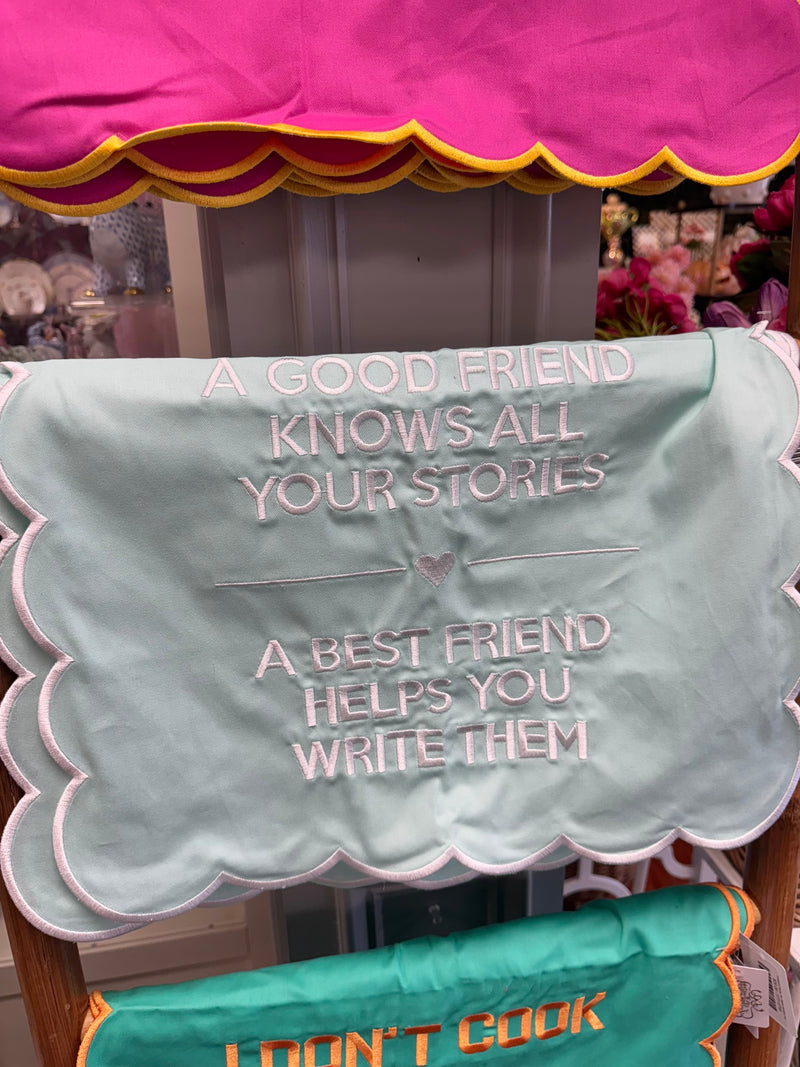 A GOOD FRIEND
KNOWS ALL
YOUR STORIES
A BEST FRIEND
HELPS YOU
WRITE THEM
I DON'T COOK